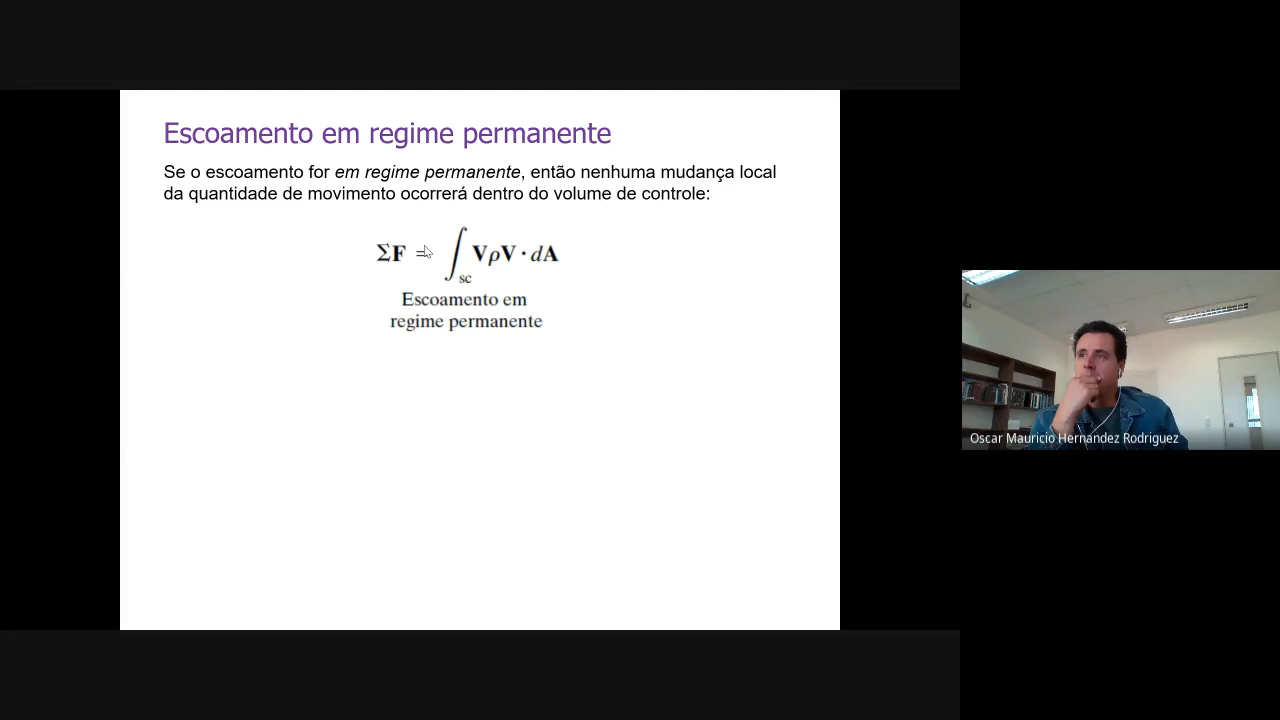 Escoamento em regime permanente
Se o escoamento for em regime permanente, então nenhuma mudança local
da quantidade de movimento ocorrerá dentro do volume de controle:
ΣF = ∫sc VρV · dA
Escoamento em
regime permanente
Oscar Mauricio Hernández Rodriguez